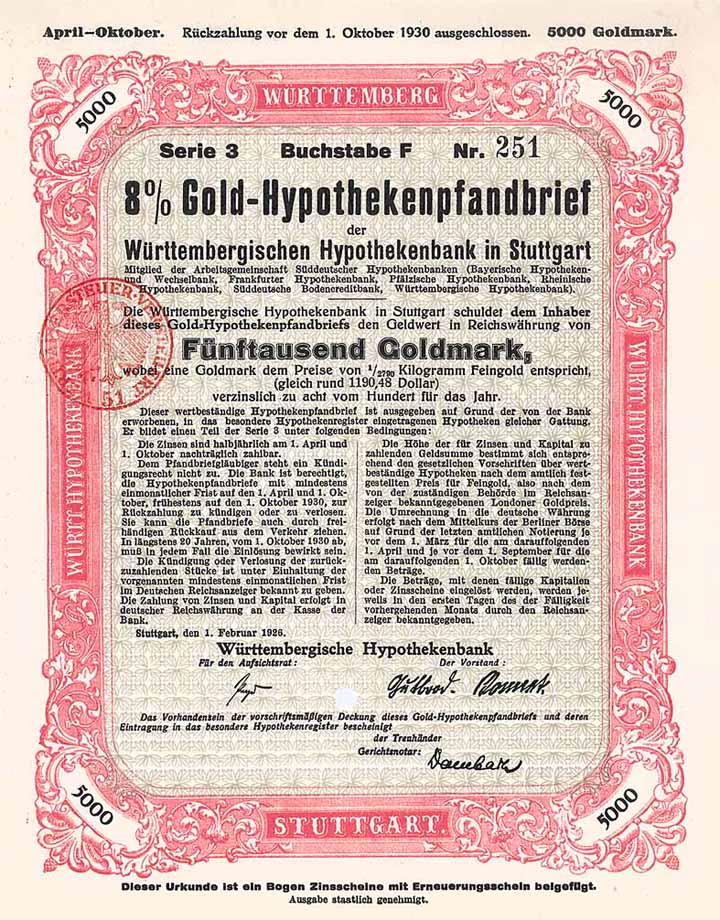 April–Oktober. Rückzahlung vor dem 1. Oktober 1930 ausgeschlossen. 5000 Goldmark.
5000 WÜRTTEMBERG 5000
Serie 3 Buchstabe F Nr. 251
8% Gold-Hypothekenpfandbrief
der
Württembergischen Hypothekenbank in Stuttgart
Mitglied der Arbeitsgemeinschaft Süddeutscher Hypothekenbanken (Bayerische Hypotheken-
und Wechselbank, Frankfurter Hypothekenbank, Pfälzische Hypothekenbank, Rheinische
Hypothekenbank, Süddeutsche Bodencreditbank, Württembergische Hypothekenbank).
Die Württembergische Hypothekenbank in Stuttgart schuldet dem Inhaber
dieses Gold-Hypothekenpfandbriefs den Geldwert in Reichswährung von
Fünftausend Goldmark,
wobei eine Goldmark dem Preise von 1/2790 Kilogramm Feingold entspricht,
(gleich rund 1190,48 Dollar)
verzinslich zu acht vom Hundert für das Jahr.
Dieser wertbeständige Hypothekenpfandbrief ist ausgegeben auf Grund der von der Bank
erworbenen, in das besondere Hypothekenregister eingetragenen Hypotheken gleicher Gattung.
Er bildet einen Teil der Serie 3 unter folgenden Bedingungen:
Die Zinsen sind halbjährlich am 1. April und
1. Oktober nachträglich zahlbar.
Dem Pfandbriefgläubiger steht ein Kündi-
gungsrecht nicht zu. Die Bank ist berechtigt,
die Hypothekenpfandbriefe mit mindestens
einmonatlicher Frist auf den 1. April und 1. Ok-
tober, frühestens auf den 1. Oktober 1930, zur
Rückzahlung zu kündigen oder zu verlosen.
Sie kann die Pfandbriefe auch durch frei-
händigen Rückkauf aus dem Verkehr ziehen.
In längstens 20 Jahren, vom 1. Oktober 1930 ab,
muß in jedem Fall die Einlösung bewirkt sein.
Die Kündigung oder Verlosung der zurück-
zuzahlenden Stücke ist unter Einhaltung der
vorgenannten mindestens einmonatlichen Frist
im Deutschen Reichsanzeiger bekannt zu geben.
Die Zahlung von Zinsen und Kapital erfolgt in
deutscher Reichswährung an der Kasse der
Bank.
Die Höhe der für Zinsen und Kapital zu
zahlenden Geldsumme bestimmt sich entspre-
chend den gesetzlichen Vorschriften über wert-
beständige Hypotheken nach dem amtlich fest-
gestellten Preis für Feingold, also nach dem
von der zuständigen Behörde im Reichsan-
zeiger bekanntgegebenen Londoner Goldpreis.
Die Umrechnung in die deutsche Währung
erfolgt nach dem Mittelkurs der Berliner Börse
auf Grund der letzten amtlichen Notierung je
vor dem 1. März für die am darauffolgenden
1. April und je vor dem 1. September für die
am darauffolgenden 1. Oktober fällig werden-
den Beträge.
Die Beträge, mit denen fällige Kapitalien
oder Zinsscheine eingelöst werden, werden je-
weils in den ersten Tagen des der Fälligkeit
vorhergehenden Monats durch den Reichsan-
zeiger bekanntgegeben.
Stuttgart, den 1. Februar 1926.
Württembergische Hypothekenbank
Für den Aufsichtsrat: Der Vorstand:
Das Vorhandensein der vorschriftsmäßigen Deckung dieses Gold-Hypothekenpfandbriefs und deren
Eintragung in das besondere Hypothekenregister bescheinigt
der Treuhänder
Gerichtsnotar:
WÜRTT. HYPOTHEKENBANK
WÜRTT. HYPOTHEKENBANK
51
5000 STUTTGART. 5000
Dieser Urkunde ist ein Bogen Zinsscheine mit Erneuerungsschein beigefügt.
Ausgabe staatlich genehmigt.